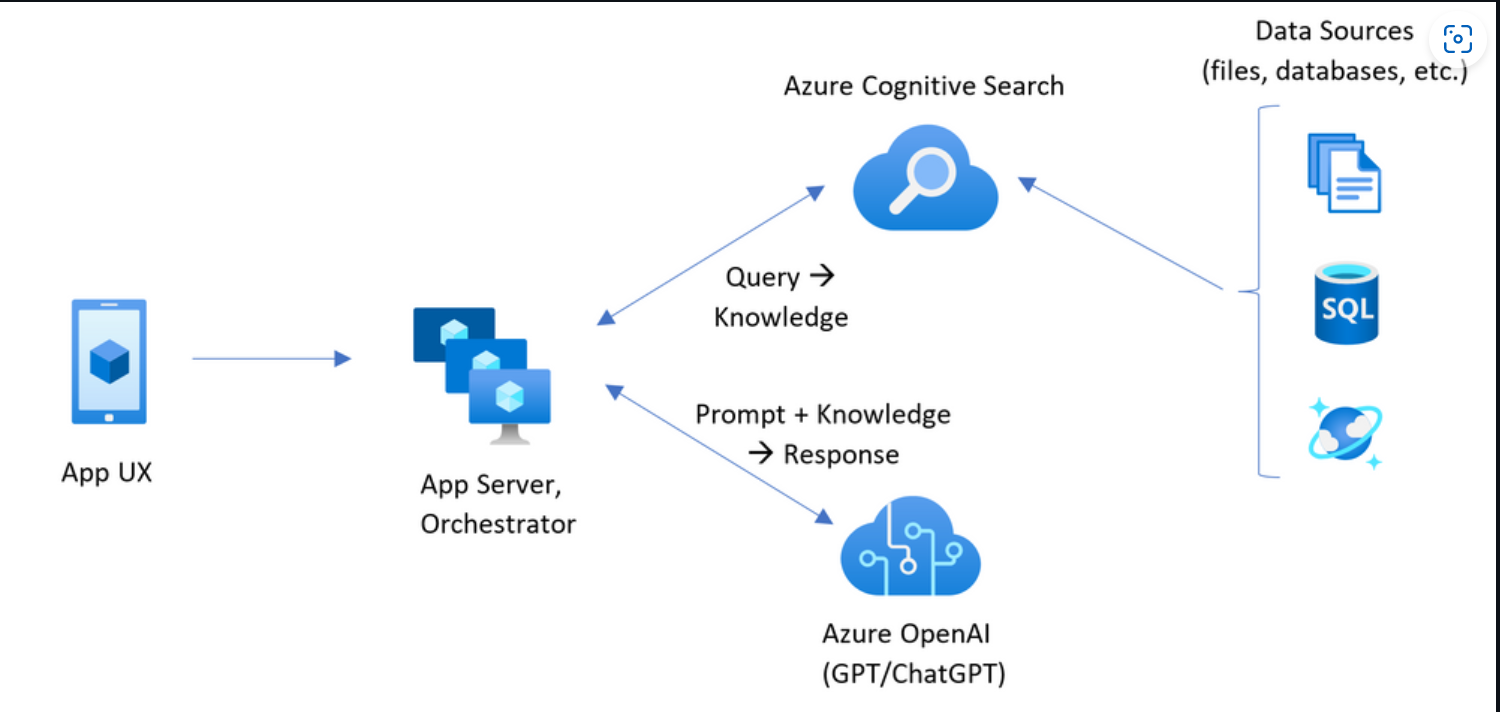 Data Sources
(files, databases, etc.)
Azure Cognitive Search
SQL
Query →
Knowledge
Prompt + Knowledge
→ Response
App UX
App Server,
Orchestrator
Azure OpenAI
(GPT/ChatGPT)